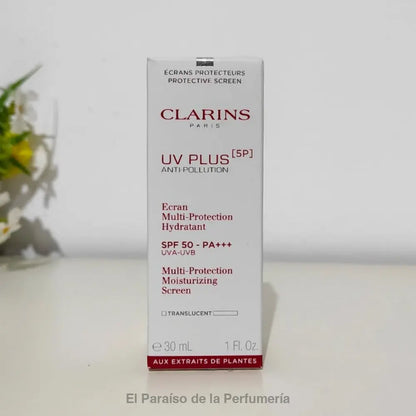 ÉCRANS PROTECTEURS
PROTECTIVE SCREEN
CLARINS
PARIS
UV PLUS [5P]
ANTI-POLLUTION
Ecran
Multi-Protection
Hydratant
SPF 50 - PA+++
UVA-UVB
Multi-Protection
Moisturizing
Screen
TRANSLUCENT
e 30 mL 1 Fl. Oz.
AUX EXTRAITS DE PLANTES
El Paraíso de la Perfumería